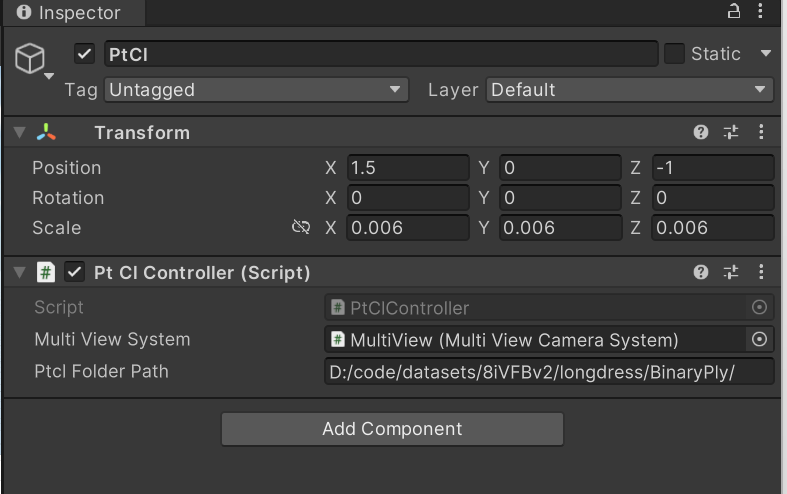 Inspector
PtCl Static
Tag Untagged Layer Default
Transform
Position X 1.5 Y 0 Z -1
Rotation X 0 Y 0 Z 0
Scale X 0.006 Y 0.006 Z 0.006
# Pt Cl Controller (Script)
Script # PtClController
Multi View System # MultiView (Multi View Camera System)
Ptcl Folder Path D:/code/datasets/8iVFBv2/longdress/BinaryPly/
Add Component